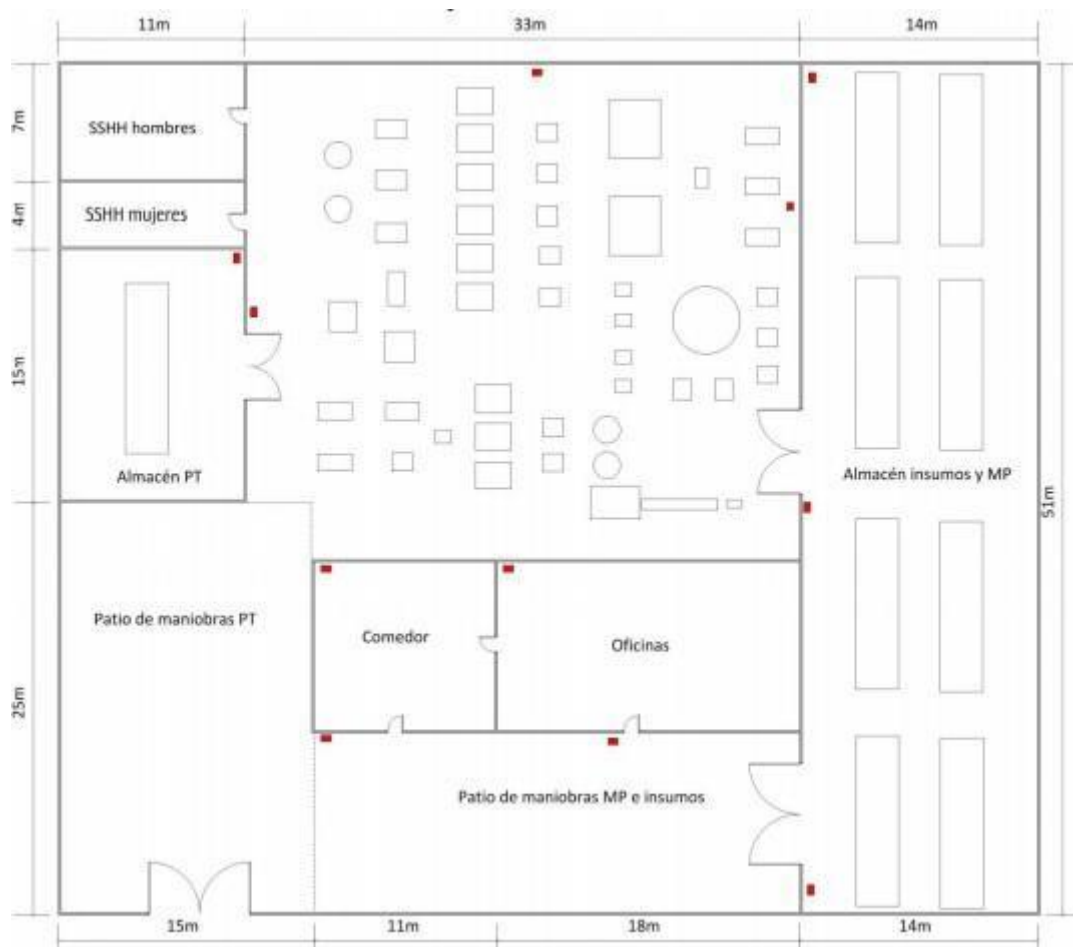 11m
33m
14m
7m
SSHH hombres
4m
SSHH mujeres
15m
Almacén PT
Almacén insumos y MP
51m
25m
Patio de maniobras PT
Comedor
Oficinas
Patio de maniobras MP e insumos
15m
11m
18m
14m